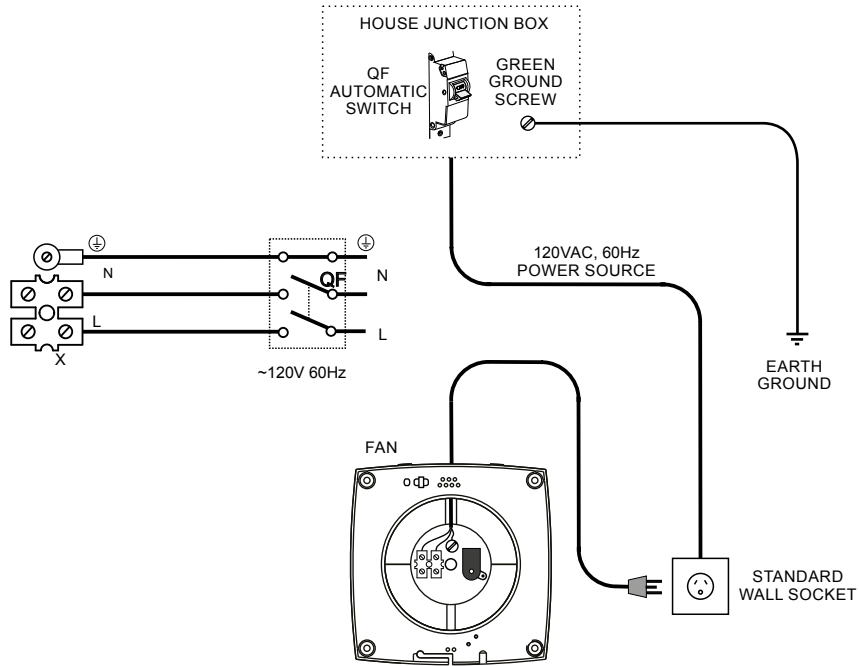 HOUSE JUNCTION BOX
QF
AUTOMATIC
SWITCH
GREEN
GROUND
SCREW
N
QF
N
L
L
X
~120V 60Hz
120VAC, 60Hz
POWER SOURCE
EARTH
GROUND
FAN
STANDARD
WALL SOCKET